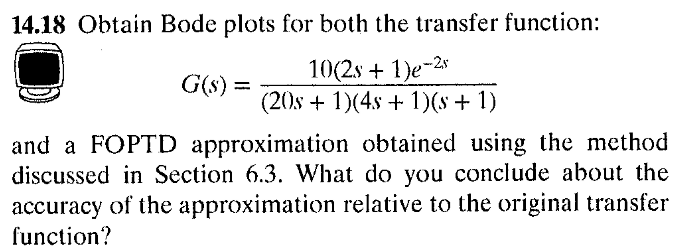 14.18 Obtain Bode plots for both the transfer function:
G(s) = 10(2s + 1)e^{-2s} / (20s + 1)(4s + 1)(s + 1)
and a FOPTD approximation obtained using the method
discussed in Section 6.3. What do you conclude about the
accuracy of the approximation relative to the original transfer
function?